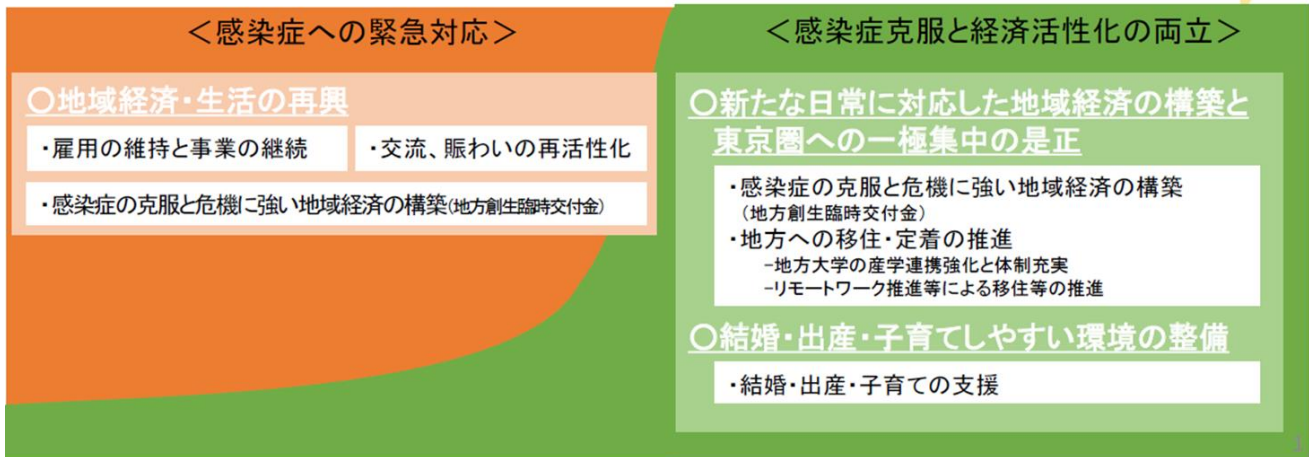 ＜感染症への緊急対応＞
〇地域経済・生活の再興
・雇用の維持と事業の継続
・交流、賑わいの再活性化
・感染症の克服と危機に強い地域経済の構築(地方創生臨時交付金)
＜感染症克服と経済活性化の両立＞
〇新たな日常に対応した地域経済の構築と
東京圏への一極集中の是正
・感染症の克服と危機に強い地域経済の構築
（地方創生臨時交付金）
・地方への移住・定着の推進
－地方大学の産学連携強化と体制充実
－リモートワーク推進等による移住等の推進
〇結婚・出産・子育てしやすい環境の整備
・結婚・出産・子育ての支援
1